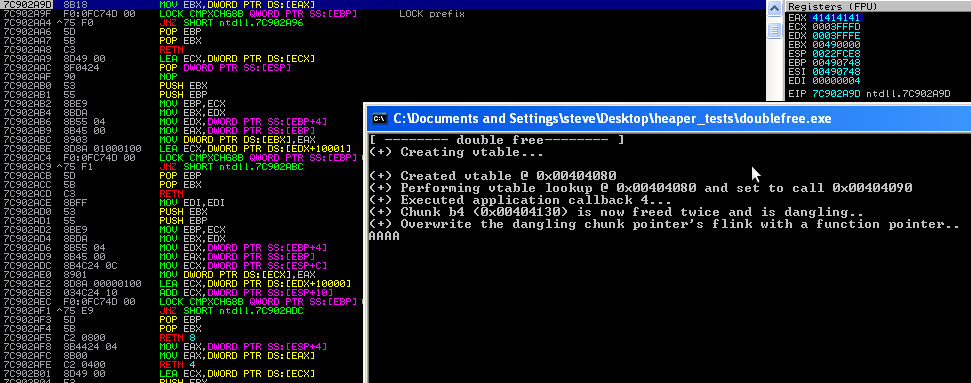 7C902A9D 8B18 MOV EBX,DWORD PTR DS:[EAX]
7C902A9F F0:0FC74D 00 LOCK CMPXCHG8B QWORD PTR SS:[EBP] LOCK prefix
7C902AA4 ^75 F0 JNZ SHORT ntdll.7C902A96
7C902AA6 5D POP EBP
7C902AA7 5B POP EBX
7C902AA8 C3 RETN
7C902AA9 8D49 00 LEA ECX,DWORD PTR DS:[ECX]
7C902AAC 8F0424 POP DWORD PTR SS:[ESP]
7C902AAF 90 NOP
7C902AB0 53 PUSH EBX
7C902AB1 55 PUSH EBP
7C902AB2 8BE9 MOV EBP,ECX
7C902AB4 8BDA MOV EBX,EDX
7C902AB6 8B55 04 MOV EDX,DWORD PTR SS:[EBP+4]
7C902AB9 8B45 00 MOV EAX,DWORD PTR SS:[EBP]
7C902ABC 8903 MOV DWORD PTR
7C902ABE 8D8A 01000100 LEA ECX,DWORD PTR DS:[EDX+10001]
7C902AC4 F0:0FC74D 00 LOCK CMPXCHG8B QWORD PTR SS:[EBP]
7C902AC9 ^75 F1 JNZ SHORT ntdll.7C902ABC
7C902ACB 5D POP EBP
7C902ACC 5B POP EBX
7C902ACD C3 RETN
7C902ACE 8BFF MOV EDI,EDI
7C902AD0 53 PUSH EBX
7C902AD1 55 PUSH EBP
7C902AD2 8BE9 MOV EBP,ECX
7C902AD4 8BDA MOV EBX,EDX
7C902AD6 8B55 04 MOV EDX,DWORD PTR SS:[EBP+4]
7C902AD9 8B45 00 MOV EAX,DWORD PTR SS:[EBP]
7C902ADC 8B4C24 0C MOV ECX,DWORD PTR SS:[ESP+C]
7C902AE0 8901 MOV DWORD PTR DS:[ECX],EAX
7C902AE2 8D8A 00000100 LEA ECX,DWORD PTR DS:[EDX+10000]
7C902AE8 034C24 10 ADD ECX,DWORD PTR SS:[ESP+10]
7C902AEC F0:0FC74D 00 LOCK CMPXCHG8B QWORD PTR SS:[EBP]
7C902AF1 ^75 E9 JNZ SHORT ntdll.7C902ADC
7C902AF3 5D POP EBP
7C902AF4 5B POP EBX
7C902AF5 C2 0800 RETN 8
7C902AF8 8B4424 04 MOV EAX,DWORD PTR SS:[ESP+4]
7C902AFC 8B00 MOV EAX,DWORD PTR DS:[EAX]
7C902AFE C2 0400 RETN 4
7C902B01 8D49 00 LEA ECX,DWORD PTR DS:[ECX]
7C902B04 53 PUSH EBX
Registers (FPU)
EAX 41414141
ECX 0003FFFD
EDX 0003FFFE
EBX 00490000
ESP 0022FCE8
EBP 00490748
ESI 00490748
EDI 00000004
EIP 7C902A9D ntdll.7C902A9D
C:\Documents and Settings\steve\Desktop\heaper_tests\doublefree.exe
[--------- double free-------- ]
(+) Creating vtable...
(+) Created vtable @ 0x00404080
(+) Performing vtable lookup @ 0x00404080 and set to call 0x00404090
(+) Executed application callback 4...
(+) Chunk b4 (0x00404130) is now freed twice and is dangling..
(+) Overwrite the dangling chunk pointer's flink with a function pointer..
AAAA